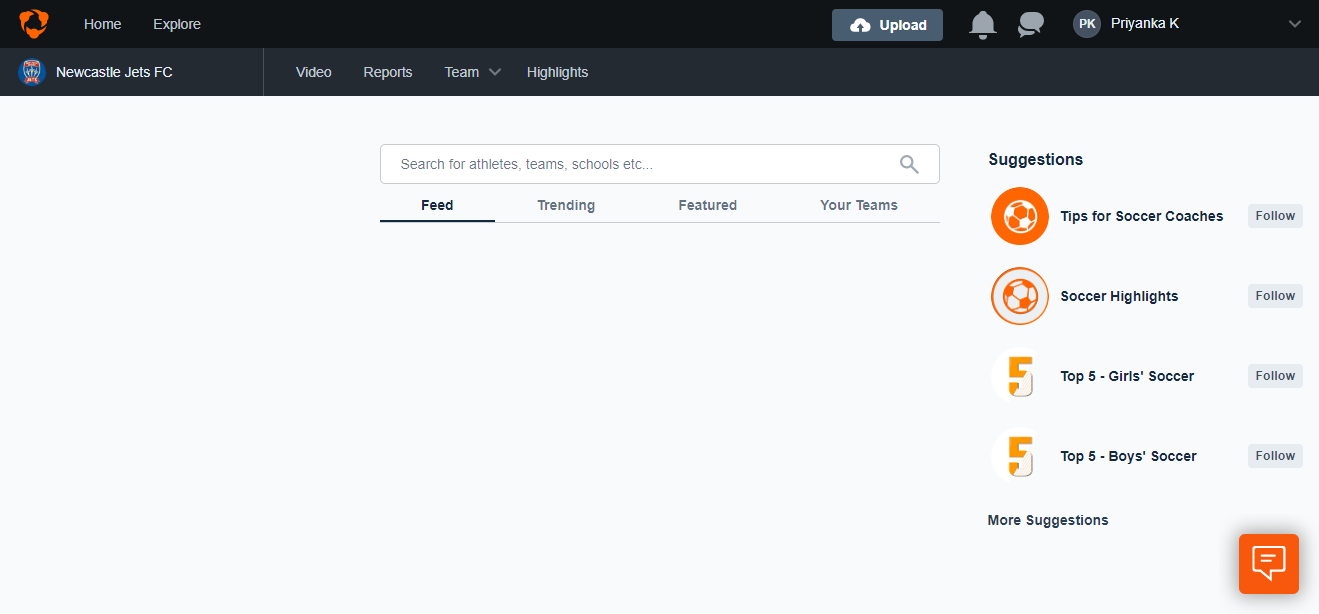 Home
Explore
Upload
PK
Priyanka K
Newcastle Jets FC
Video
Reports
Team
Highlights
Search for athletes, teams, schools etc...
Feed
Trending
Featured
Your Teams
Suggestions
Tips for Soccer Coaches
Follow
Soccer Highlights
Follow
5
Top 5 - Girls' Soccer
Follow
5
Top 5 - Boys' Soccer
Follow
More Suggestions